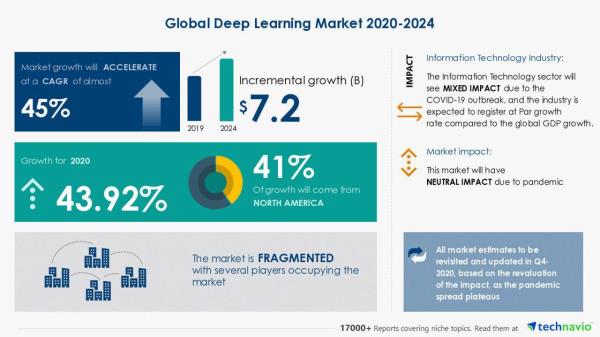 Global Deep Learning Market 2020-2024
Market growth will ACCELERATE
at a CAGR of almost
45%
2019
2024
Incremental growth (B)
$7.2
Growth for 2020
43.92%
41%
Of growth will come from
NORTH AMERICA
The market is FRAGMENTED
with several players occupying the
market
IMPACT
Information Technology Industry:
The Information Technology sector will
see MIXED IMPACT due to the
COVID-19 outbreak, and the industry is
expected to register at Par growth
rate compared to the global GDP growth.
Market impact:
This market will have
NEUTRAL IMPACT due to pandemic
All market estimates to be
revisited and updated in Q4-
2020, based on the revaluation
of the impact, as the pandemic
spread plateaus
17000+ Reports covering niche topics. Read them at
technavio